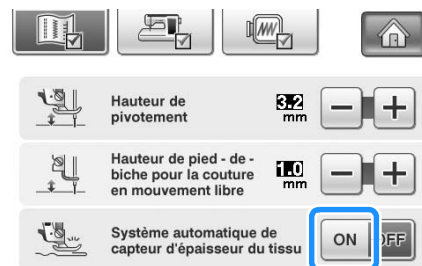 Hauteur de
pivotement
3.2
mm
Hauteur de pied - de -
biche pour la couture
en mouvement libre
1.0
mm
Système automatique de
capteur d'épaisseur du tissu
ON
OFF